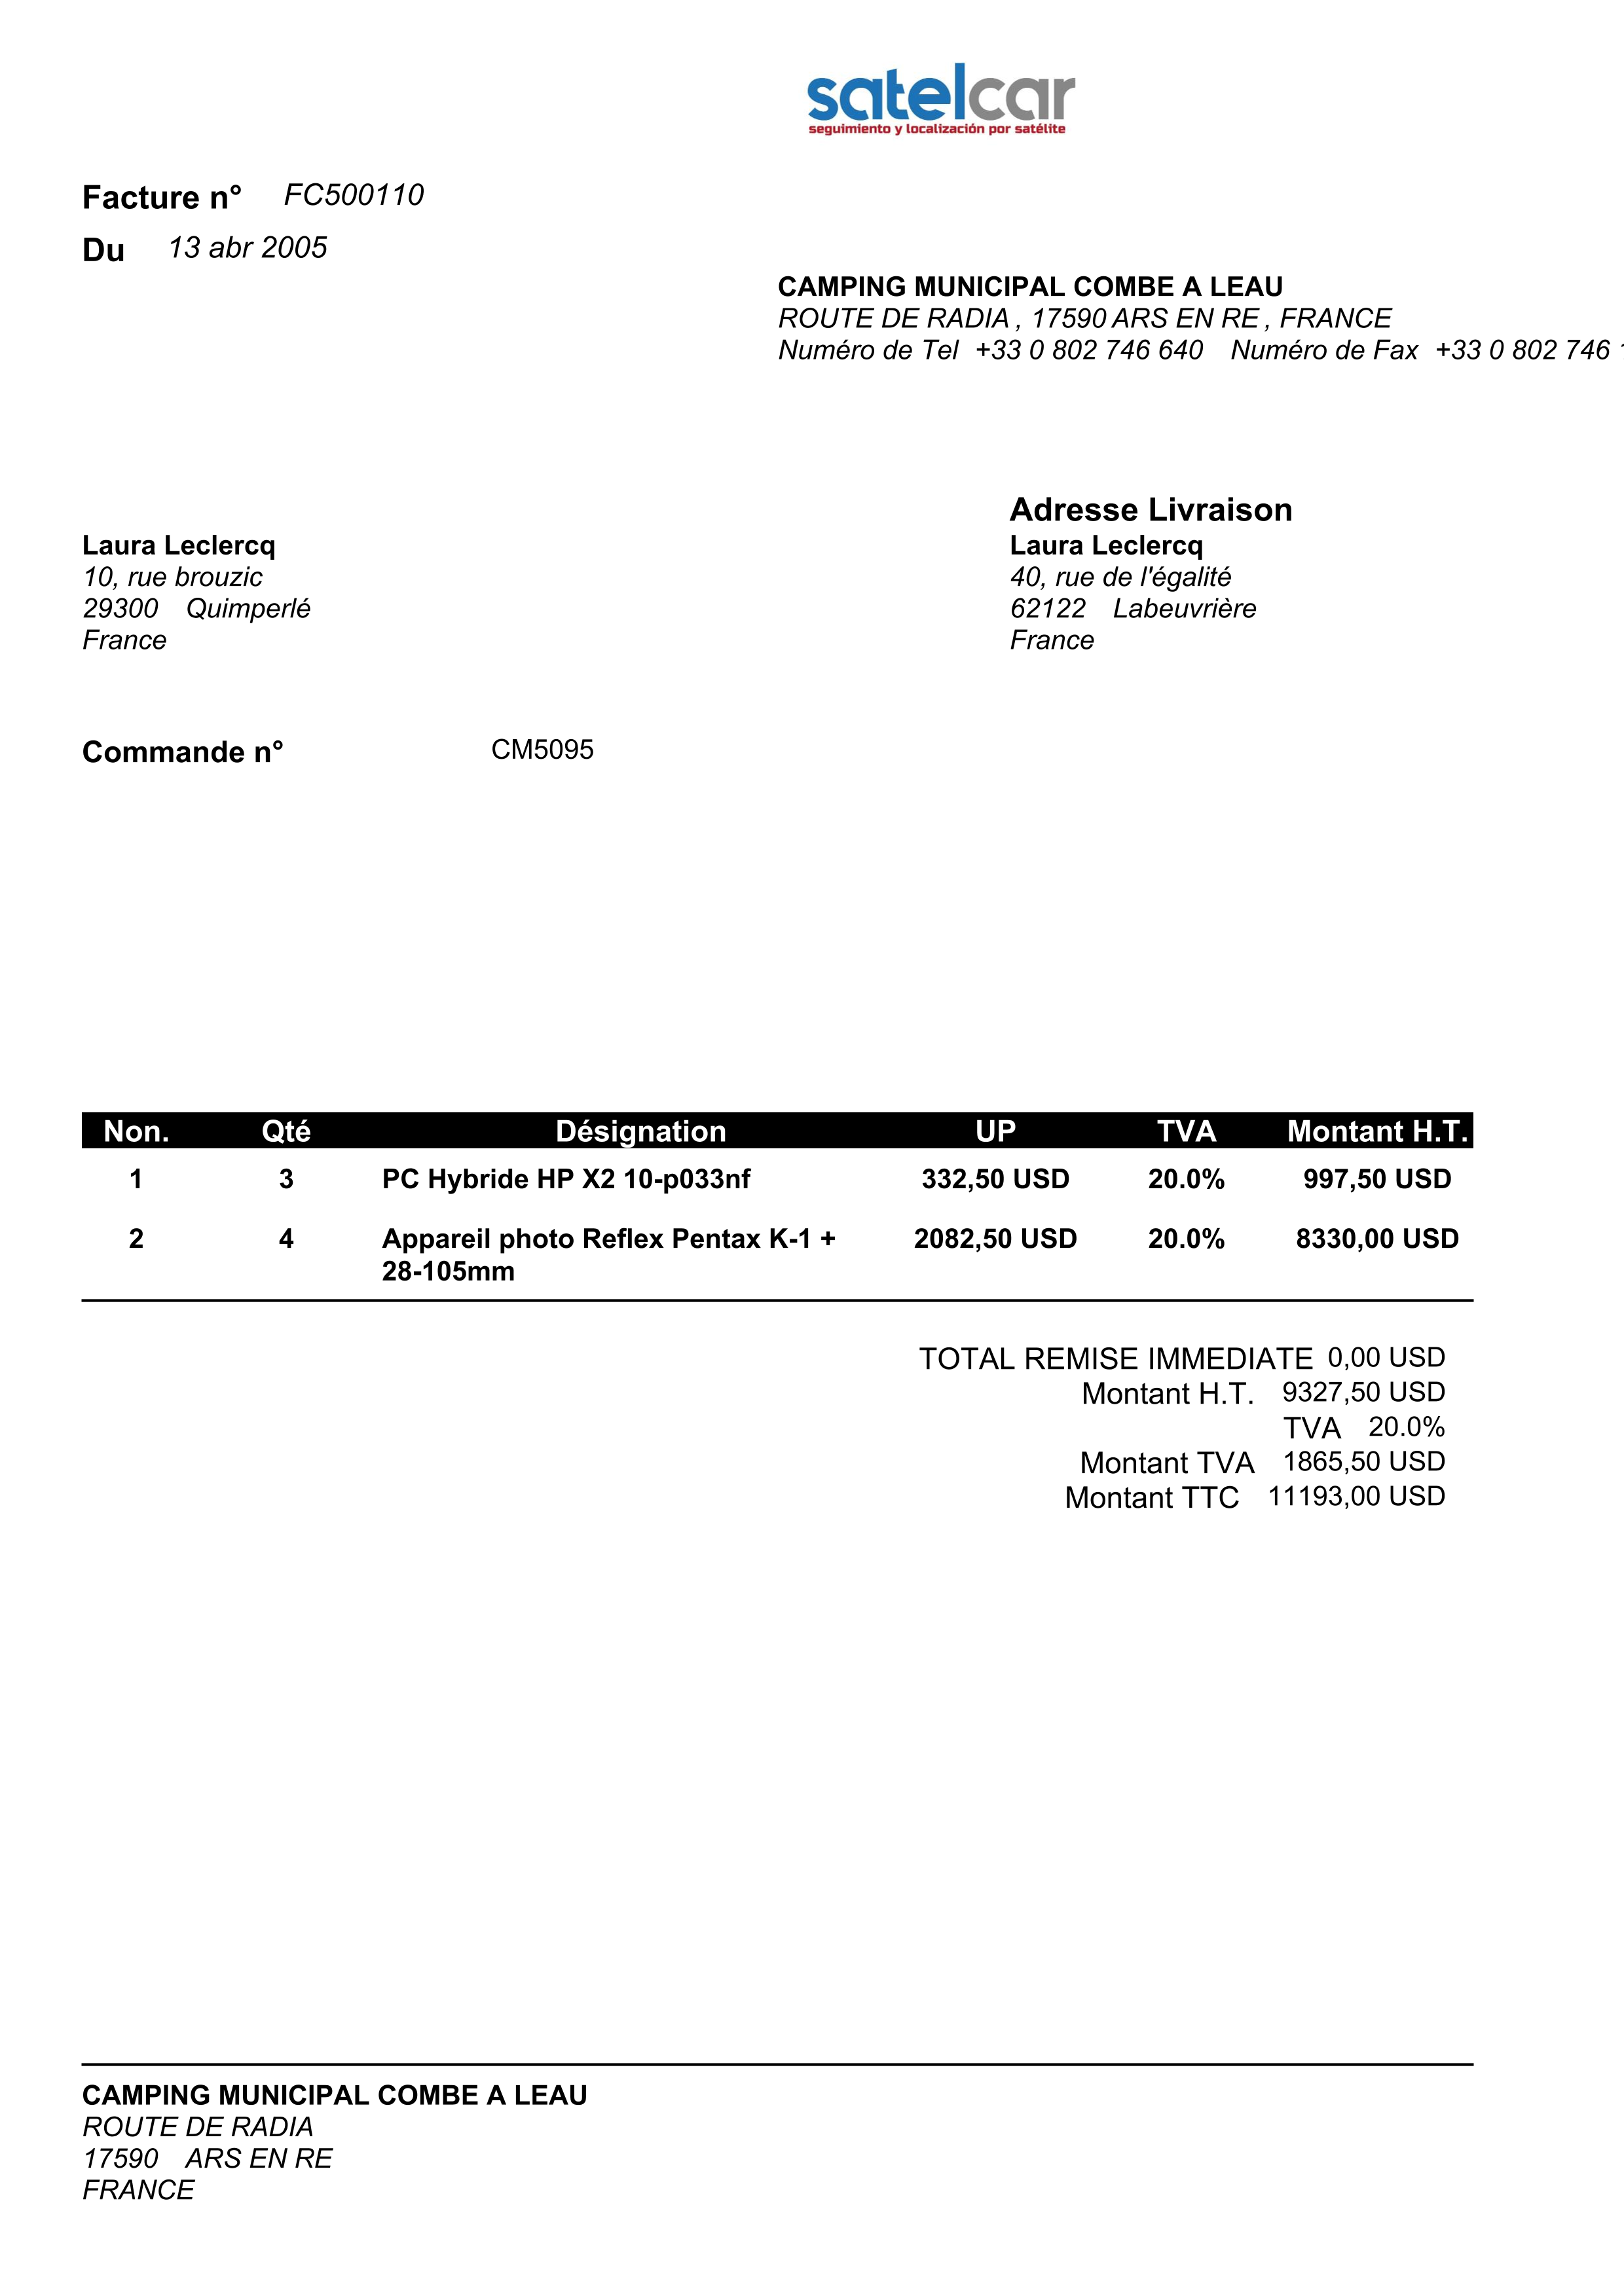 satelcar
seguimiento y localización por satélite
Facture n° FC500110
Du 13 abr 2005
CAMPING MUNICIPAL COMBE A LEAU
ROUTE DE RADIA , 17590 ARS EN RE , FRANCE
Numéro de Tel +33 0 802 746 640 Numéro de Fax +33 0 802 746
Adresse Livraison
Laura Leclercq
10, rue brouzic
29300 Quimperlé
France
Laura Leclercq
40, rue de l'égalité
62122 Labeuvrière
France
Commande n° CM5095
Non. Qté Désignation UP TVA Montant H.T.
1 3 PC Hybride HP X2 10-p033nf 332,50 USD 20.0% 997,50 USD
2 4 Appareil photo Reflex Pentax K-1 + 2082,50 USD 20.0% 8330,00 USD
28-105mm
TOTAL REMISE IMMEDIATE 0,00 USD
Montant H.T. 9327,50 USD
TVA 20.0%
Montant TVA 1865,50 USD
Montant TTC 11193,00 USD
CAMPING MUNICIPAL COMBE A LEAU
ROUTE DE RADIA
17590 ARS EN RE
FRANCE